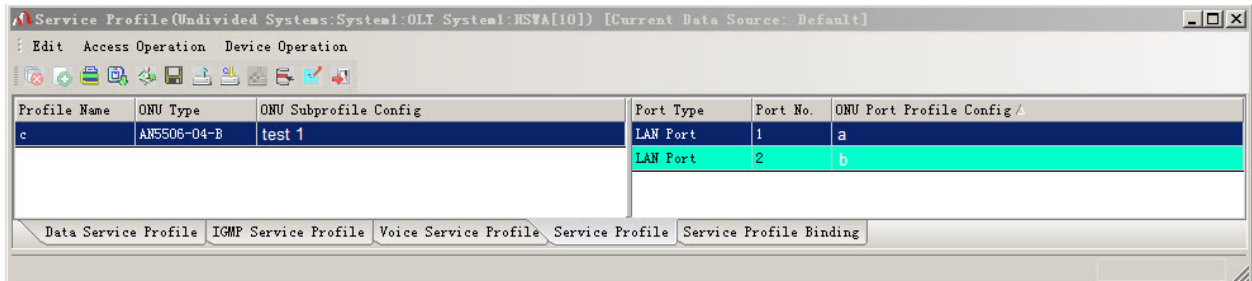 Service Profile(Undivided Systems:System1:OLT System1:HSWA[10]) [Current Data Source: Default]
Edit Access Operation Device Operation
Profile Name ONU Type ONU Subprofile Config Port Type Port No. ONU Port Profile Config
c AN5506-04-B test 1 LAN Port 1 a
LAN Port 2 b
Data Service Profile IGMP Service Profile Voice Service Profile Service Profile Service Profile Binding